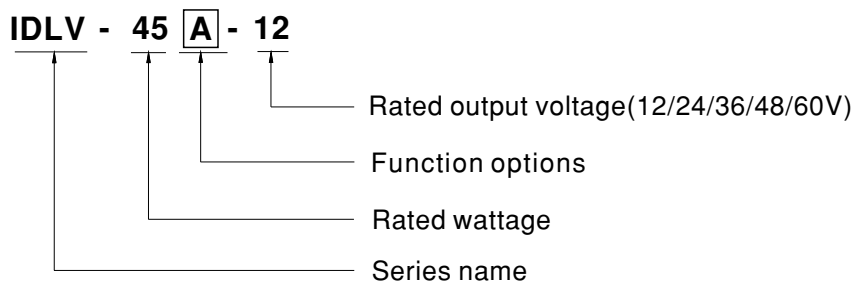 IDLV - 45 A - 12
Rated output voltage(12/24/36/48/60V)
Function options
Rated wattage
Series name